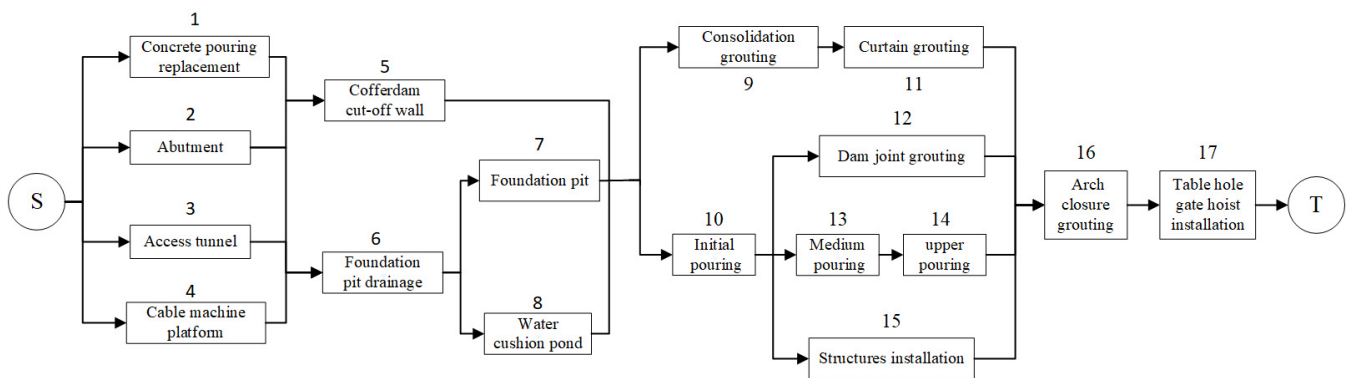 S
1
Concrete pouring
replacement
2
Abutment
3
Access tunnel
4
Cable machine
platform
5
Cofferdam
cut-off wall
6
Foundation
pit drainage
7
Foundation pit
8
Water
cushion pond
Consolidation
grouting
9
Curtain grouting
11
10
Initial
pouring
12
Dam joint grouting
13
Medium
pouring
14
upper
pouring
15
Structures installation
16
Arch
closure
grouting
17
Table hole
gate hoist
installation
T